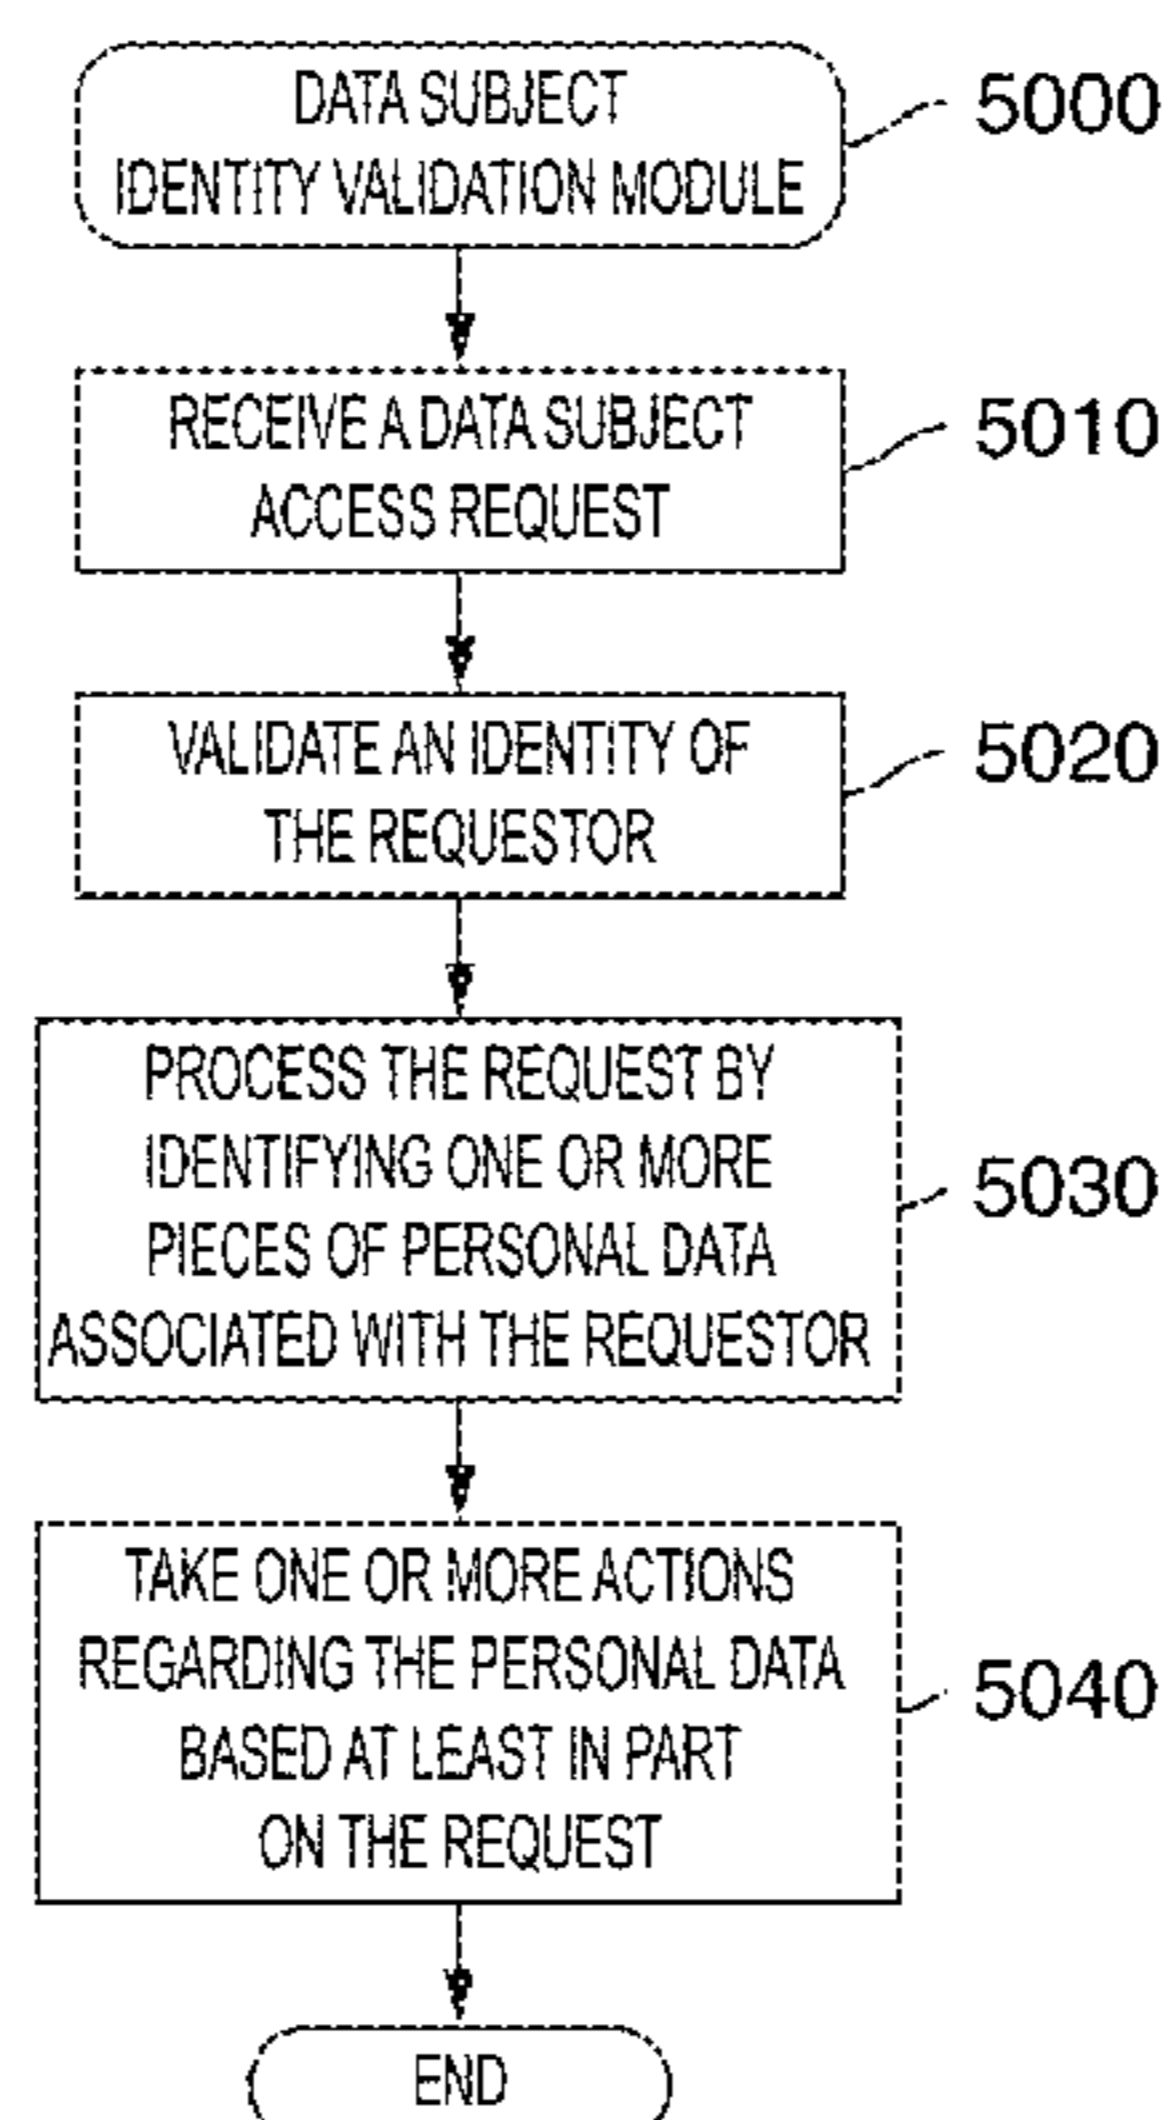 DATA SUBJECT
IDENTITY VALIDATION MODULE
5000
RECEIVE A DATA SUBJECT
ACCESS REQUEST
5010
VALIDATE AN IDENTITY OF
THE REQUESTOR
5020
PROCESS THE REQUEST BY
IDENTIFYING ONE OR MORE
PIECES OF PERSONAL DATA
ASSOCIATED WITH THE REQUESTOR
5030
TAKE ONE OR MORE ACTIONS
REGARDING THE PERSONAL DATA
BASED AT LEAST IN PART
ON THE REQUEST
5040
END